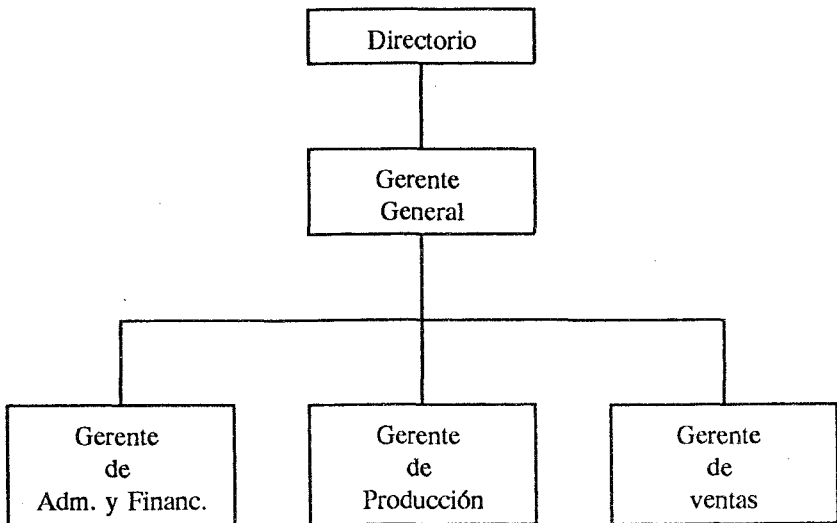 Directorio
Gerente
General
Gerente
de
Adm. y Financ.
Gerente
de
Producción
Gerente
de
ventas